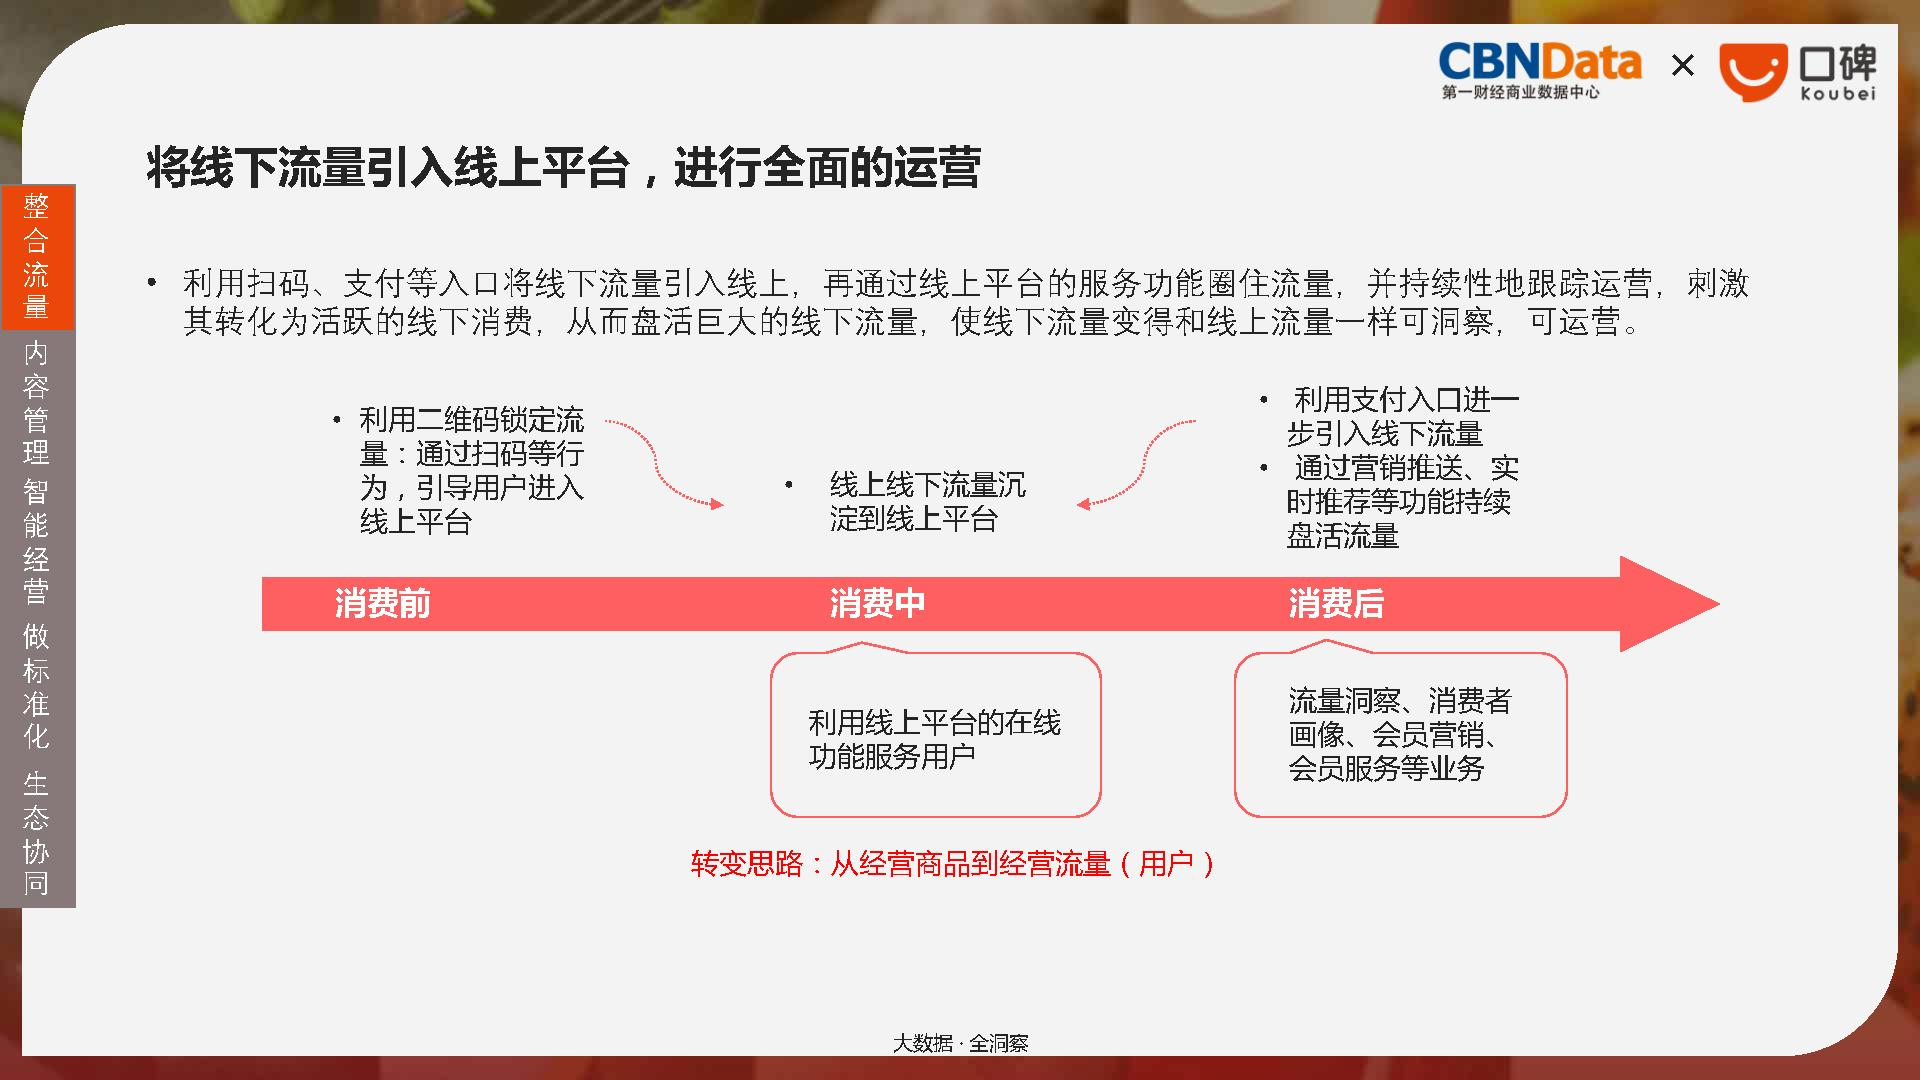 CBNData
第一财经商业数据中心
×
口碑
Koubei
将线下流量引入线上平台，进行全面的运营
整合流量
内容管理
智能经营
做标准化
生态协同
• 利用扫码、支付等入口将线下流量引入线上，再通过线上平台的服务功能圈住流量，并持续性地跟踪运营，刺激
其转化为活跃的线下消费，从而盘活巨大的线下流量，使线下流量变得和线上流量一样可洞察，可运营。
• 利用二维码锁定流
量：通过扫码等行
为，引导用户进入
线上平台
• 线上线下流量沉
淀到线上平台
• 利用支付入口进一
步引入线下流量
• 通过营销推送、实
时推荐等功能持续
盘活流量
消费前
消费中
消费后
利用线上平台的在线
功能服务用户
流量洞察、消费者
画像、会员营销、
会员服务等业务
转变思路：从经营商品到经营流量（用户）
大数据·全洞察